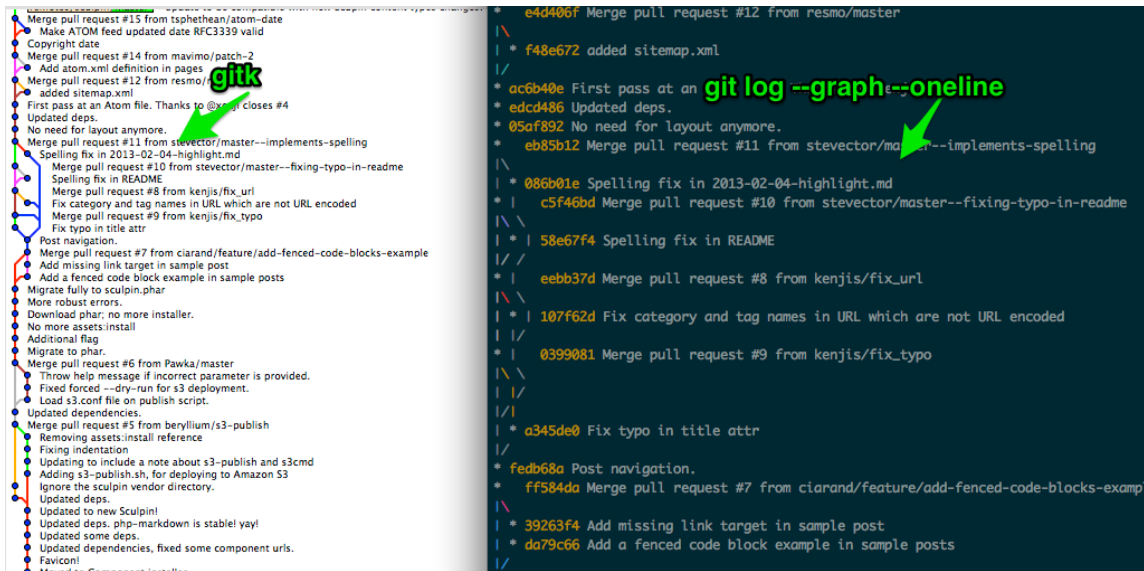 Merge pull request #15 from tsphethean/atom-date
Make ATOM feed updated date RFC3339 valid
Copyright date
Merge pull request #14 from mavimo/patch-2
Add atom.xml definition in pages
Merge pull request #12 from resmo/
added sitemap.xml
First pass at an Atom file. Thanks to closes #4
Updated deps.
No need for layout anymore.
Merge pull request #11 from stevector/master--implements-spelling
Spelling fix in 2013-02-04-highlight.md
Merge pull request #10 from stevector/master--fixing-typo-in-readme
Spelling fix in README
Merge pull request #8 from kenjis/fix_url
Fix category and tag names in URL which are not URL encoded
Merge pull request #9 from kenjis/fix_typo
Fix typo in title attr
Post navigation.
Merge pull request #7 from ciarand/feature/add-fenced-code-blocks-example
Add missing link target in sample post
Add a fenced code block example in sample posts
Migrate fully to sculpin.phar
More robust errors.
Download phar; no more installer.
No more assets:install
Additional flag
Migrate to phar.
Merge pull request #6 from Pawka/master
Throw help message if incorrect parameter is provided.
Fixed forced --dry-run for s3 deployment.
Load s3.conf file on publish script.
Updated dependencies.
Merge pull request #5 from beryllium/s3-publish
Removing assets:install reference
Fixing indentation
Updating to include a note about s3-publish and s3cmd
Adding s3-publish.sh, for deploying to Amazon S3
Ignore the sculpin vendor directory.
Updated deps.
Updated to new Sculpin!
Updated deps. php-markdown is stable! yay!
Updated some deps.
Updated dependencies, fixed some component urls.
Favicon!
gitk
* e4d406f Merge pull request #12 from resmo/master
|\
| * f48e672 added sitemap.xml
|/
* ac6b40e First pass at an
* edcd486 Updated deps.
* 05af892 No need for layout anymore.
* eb85b12 Merge pull request #11 from stevector/master--implements-spelling
|\
| * 086b01e Spelling fix in 2013-02-04-highlight.md
* | c5f46bd Merge pull request #10 from stevector/master--fixing-typo-in-readme
|\ \
| * | 58e67f4 Spelling fix in README
|/ /
* | eebb37d Merge pull request #8 from kenjis/fix_url
|\ \
| * | 107f62d Fix category and tag names in URL which are not URL encoded
| |/
* | 0399081 Merge pull request #9 from kenjis/fix_typo
|\ \
| |/
|/|
| * a345de0 Fix typo in title attr
|/
* fedb68a Post navigation.
* ff584da Merge pull request #7 from ciarand/feature/add-fenced-code-blocks-examp
|\
| * 39263f4 Add missing link target in sample post
| * da79c66 Add a fenced code block example in sample posts
|/
git log --graph --oneline